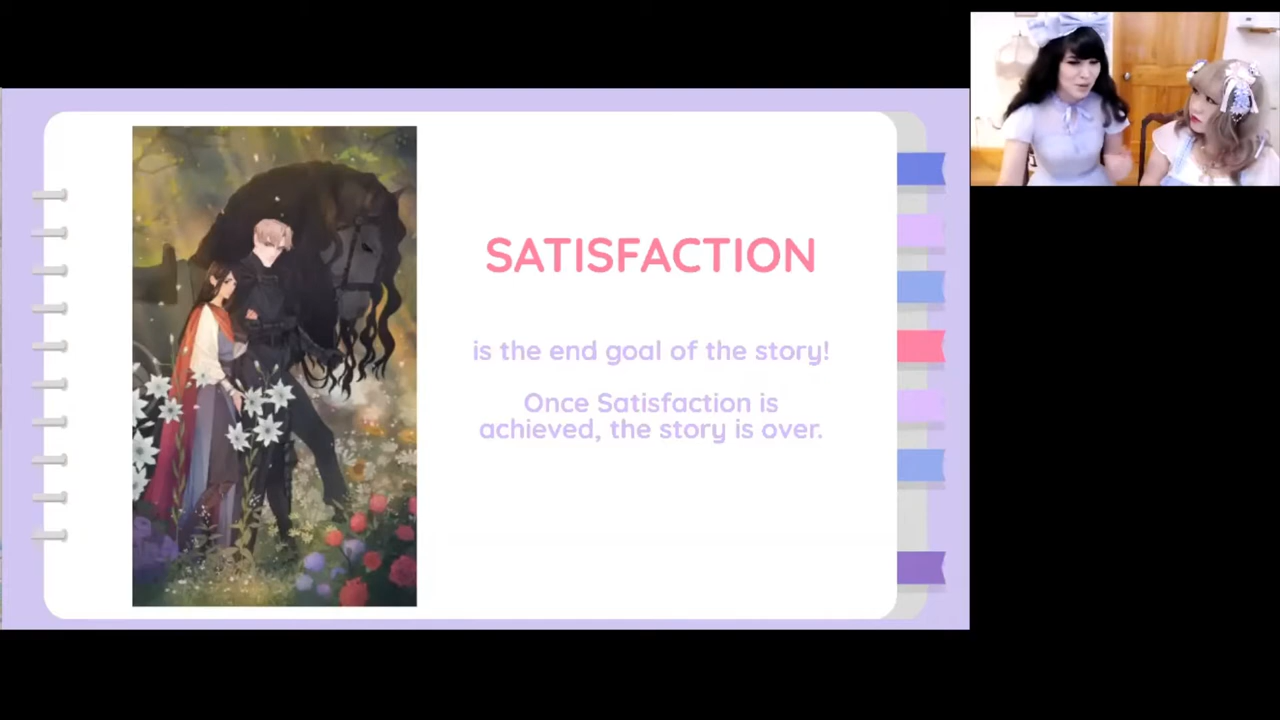 SATISFACTION
is the end goal of the story!
Once Satisfaction is
achieved, the story is over.